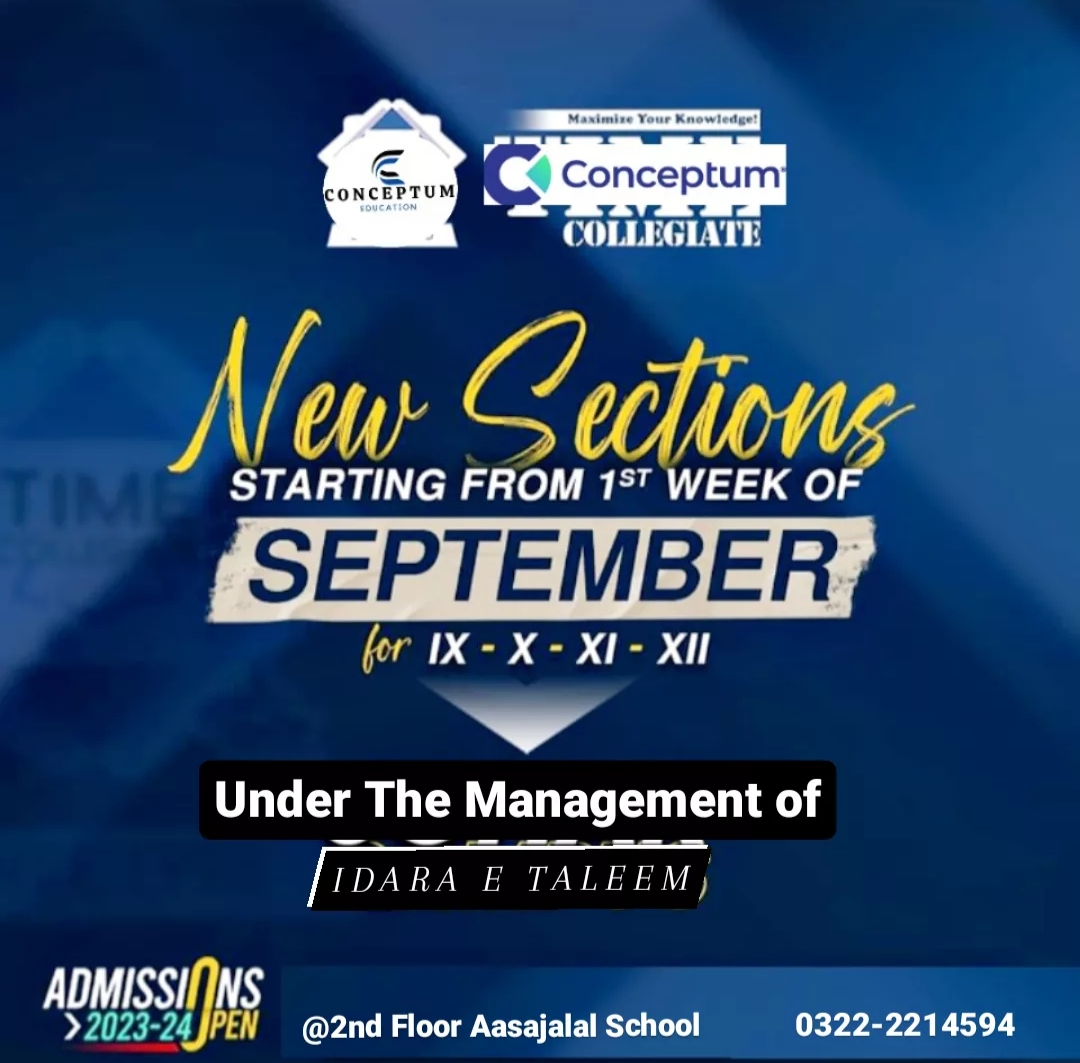 Maximize Your Knowledge!
CONCEPTUM
EDUCATION
Conceptum
COLLEGIATE
New Sections
STARTING FROM 1ST WEEK OF
TIME
SEPTEMBER
for IX - X - XI - XII
Under The Management of
IDARA E TALEEM
ADMISSIONS
OPEN
2023-24
@2nd Floor Aasajalal School
0322-2214594